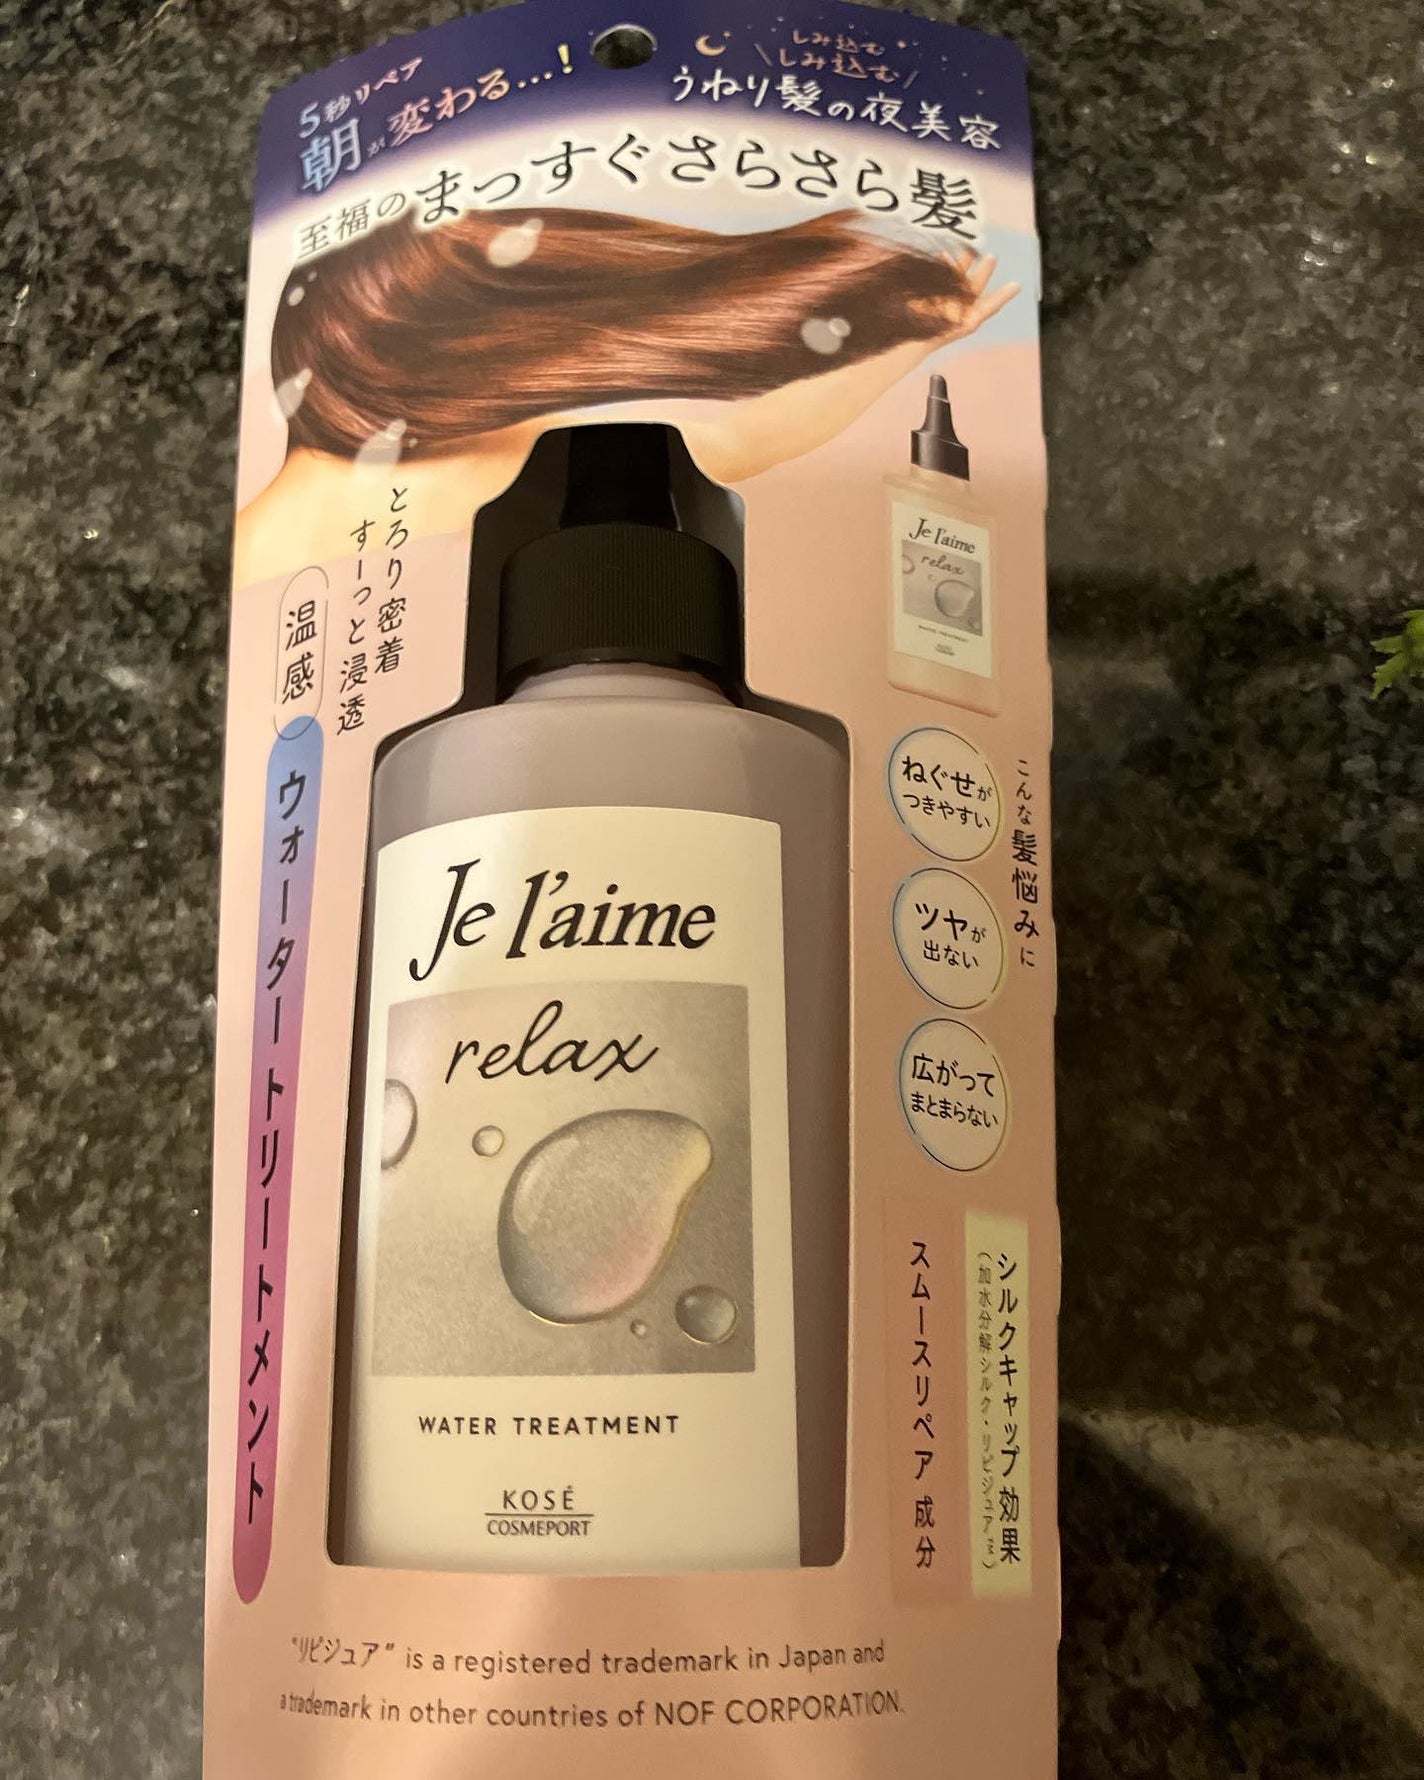 5秒リペア
朝が変わる…!
しみ込む
\しみ込む/
うねり髪の夜美容
至福のまっすぐさらさら髪
とろり密着
すーっと浸透
温感
ウォータートリートメント
Je l'aime
relax
WATER TREATMENT
KOSÉ
COSMEPORT
Je l'aime
relax
WATER TREATMENT
こんな髪悩みに
ねぐせが
つきやすい
ツヤが
出ない
広がって
まとまらない
シルクキャップ効果
(加水分解シルク・リピジュア™)
スムースリペア 成分
"リピジュア" is a registered trademark in Japan and
a trademark in other countries of NOF CORPORATION.